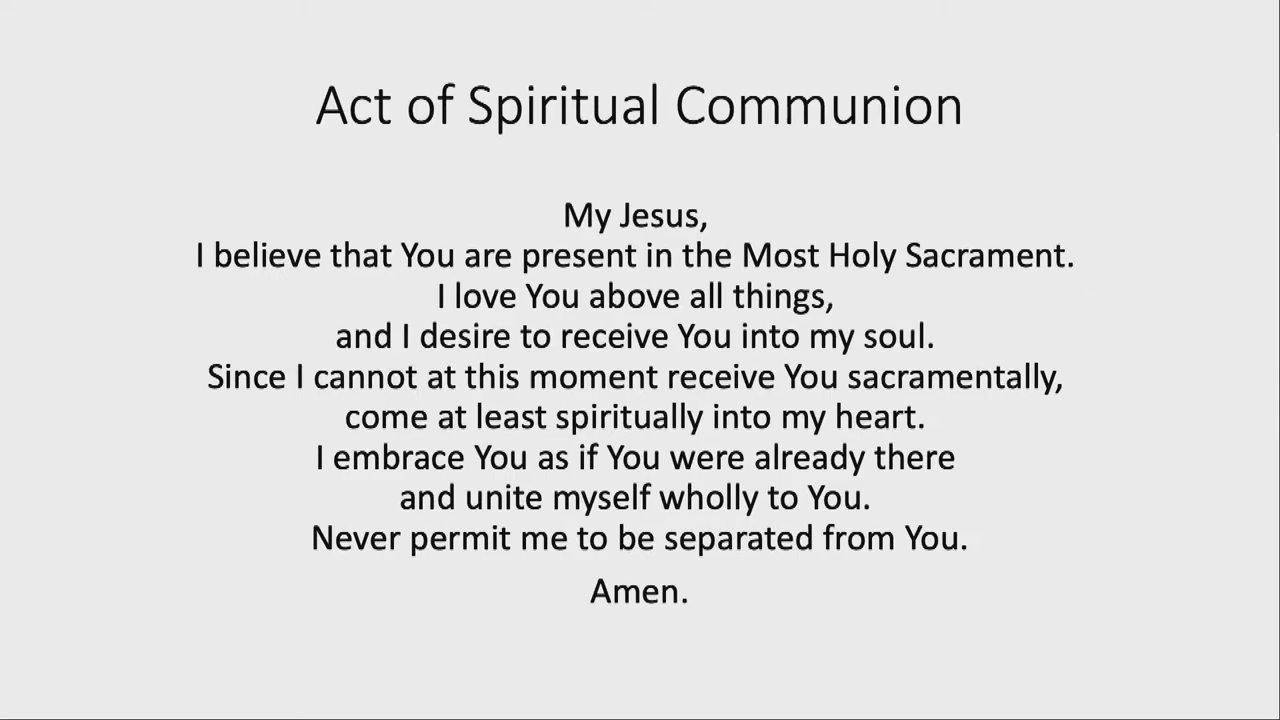 Act of Spiritual Communion
My Jesus,
I believe that You are present in the Most Holy Sacrament.
I love You above all things,
and I desire to receive You into my soul.
Since I cannot at this moment receive You sacramentally,
come at least spiritually into my heart.
I embrace You as if You were already there
and unite myself wholly to You.
Never permit me to be separated from You.
Amen.